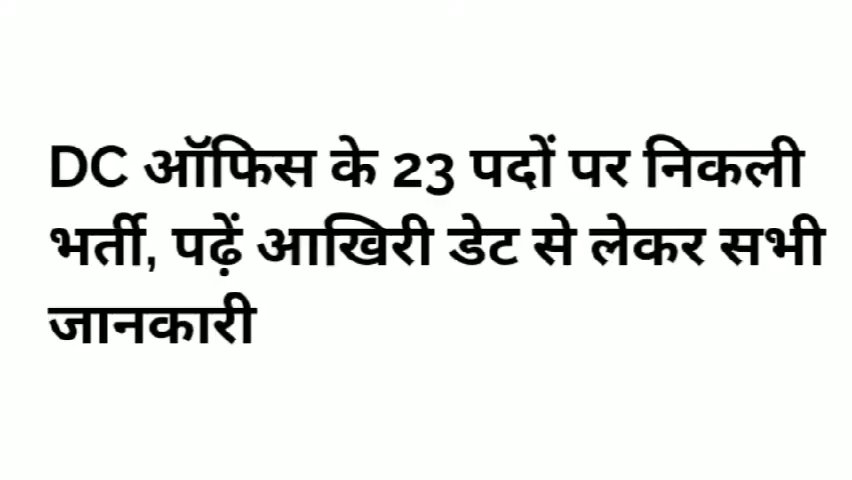 DC ऑफिस के 23 पदों पर निकली
भर्ती, पढ़ें आखिरी डेट से लेकर सभी
जानकारी